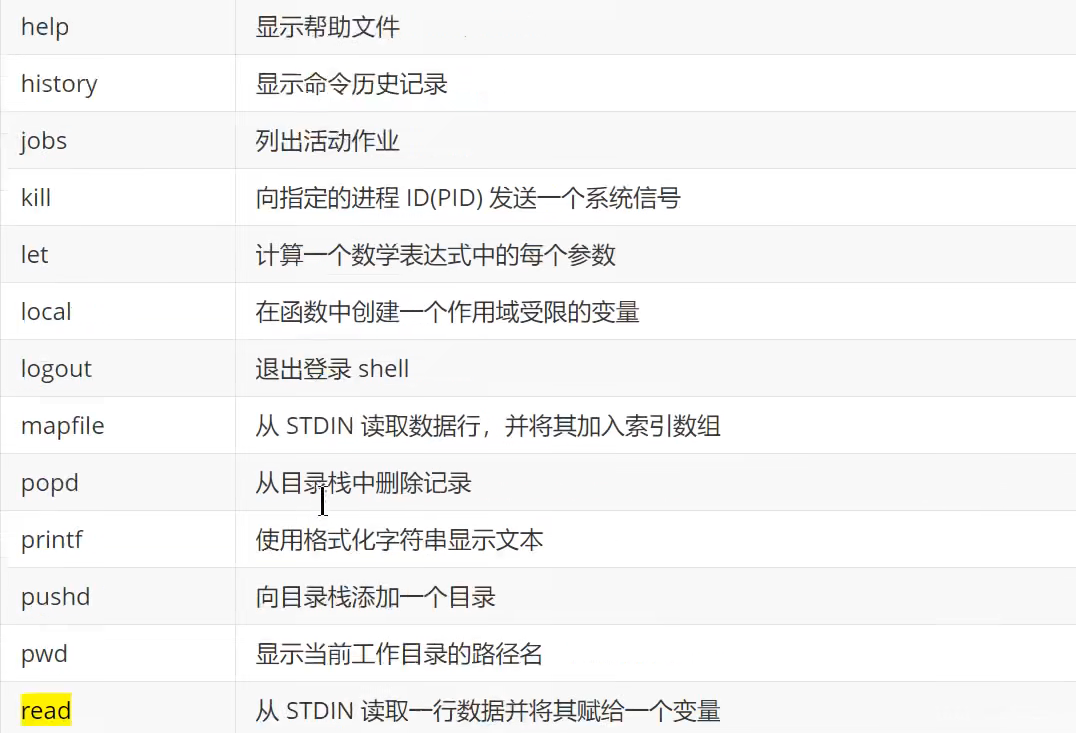 help 显示帮助文件
history 显示命令历史记录
jobs 列出活动作业
kill 向指定的进程 ID(PID) 发送一个系统信号
let 计算一个数学表达式中的每个参数
local 在函数中创建一个作用域受限的变量
logout 退出登录 shell
mapfile 从 STDIN 读取数据行，并将其加入索引数组
popd 从目录栈中删除记录
printf 使用格式化字符串显示文本
pushd 向目录栈添加一个目录
pwd 显示当前工作目录的路径名
read 从 STDIN 读取一行数据并将其赋给一个变量